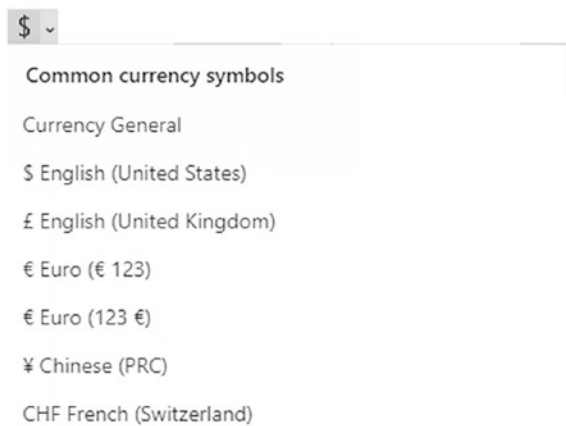 $
Common currency symbols
Currency General
$ English (United States)
£ English (United Kingdom)
€ Euro (€ 123)
€ Euro (123 €)
¥ Chinese (PRC)
CHF French (Switzerland)